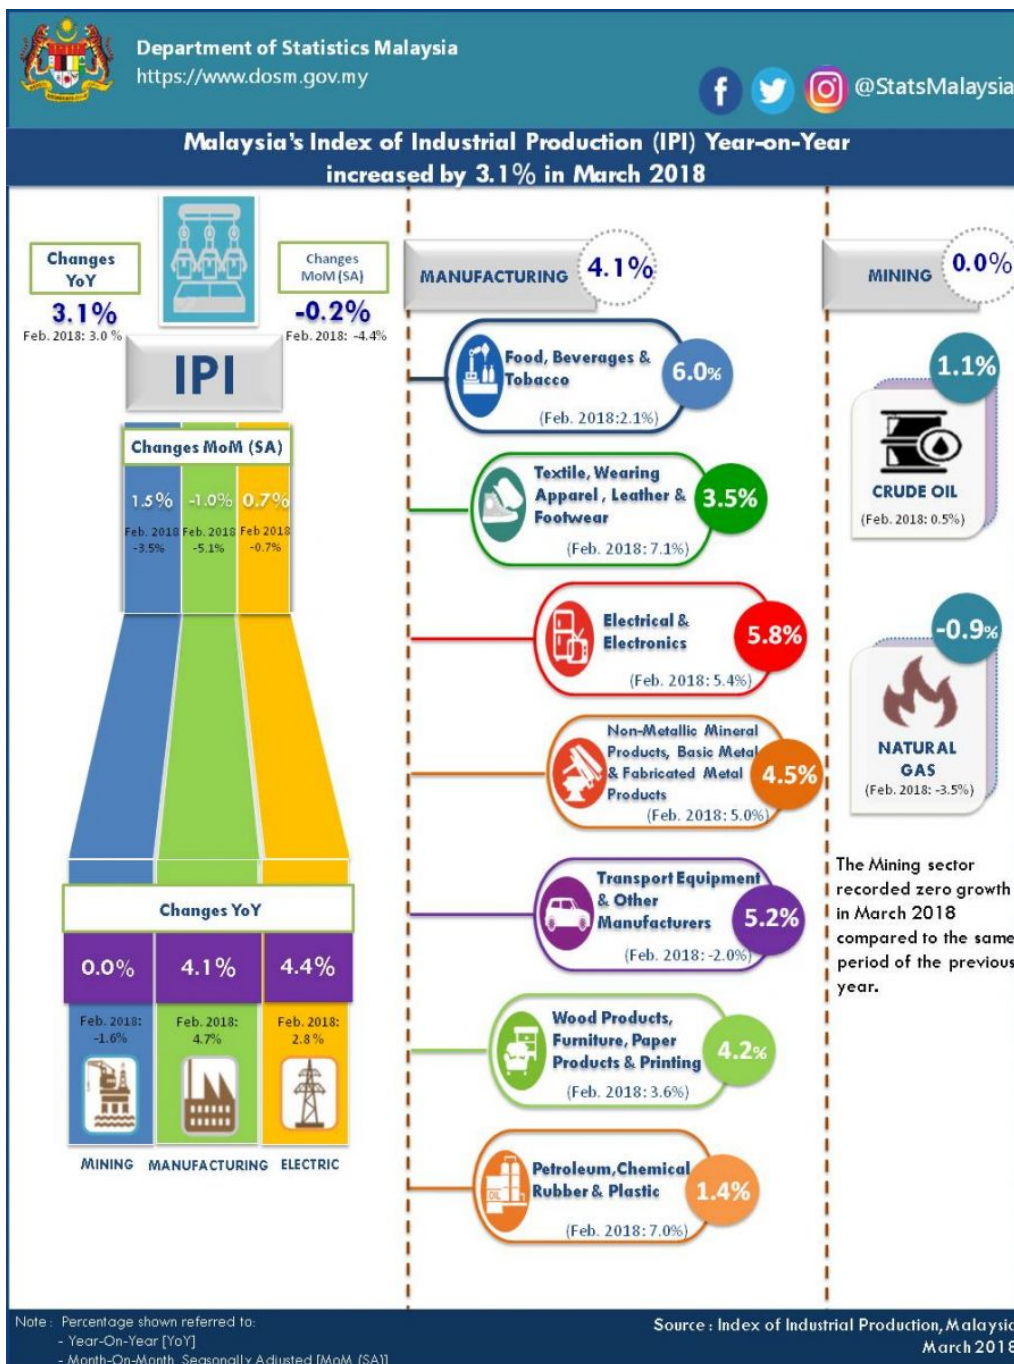 Department of Statistics Malaysia
https://www.dosm.gov.my
@StatsMalaysia
Malaysia's Index of Industrial Production (IPI) Year-on-Year
increased by 3.1% in March 2018
Changes
YoY
3.1%
Feb. 2018: 3.0 %
Changes
MoM(SA)
-0.2%
Feb. 2018: -4.4%
IPI
Changes MoM (SA)
1.5% -1.0% 0.7%
Feb. 2018 Feb. 2018 Feb 2018
-3.5% -5.1% -0.7%
Changes YoY
0.0% 4.1% 4.4%
Feb. 2018: Feb. 2018: Feb. 2018:
-1.6% 4.7% 2.8%
MINING MANUFACTURING ELECTRIC
MANUFACTURING 4.1%
Food, Beverages &
Tobacco
6.0%
(Feb. 2018:2.1%)
Textile, Wearing
Apparel , Leather &
Footwear
3.5%
(Feb. 2018: 7.1%)
Electrical &
Electronics
5.8%
(Feb. 2018: 5.4%)
Non-Metallic Mineral
Products, Basic Metal
& Fabricated Metal
Products
4.5%
(Feb. 2018: 5.0%)
Transport Equipment
& Other
Manufacturers
5.2%
(Feb. 2018: -2.0%)
Wood Products,
Furniture, Paper
Products & Printing
4.2%
(Feb. 2018: 3.6%)
OIL
Petroleum,Chemical
Rubber & Plastic
1.4%
(Feb. 2018: 7.0%)
MINING 0.0%
1.1%
CRUDE OIL
(Feb. 2018: 0.5%)
-0.9%
NATURAL
GAS
(Feb. 2018: -3.5%)
The Mining sector
recorded zero growth
in March 2018
compared to the same
period of the previous
year.
Note : Percentage shown referred to:
- Year-On-Year [YoY]
- Month-On-Month, Seasonally Adjusted [MoM (SA)]
Source : Index of Industrial Production, Malaysia
March 2018